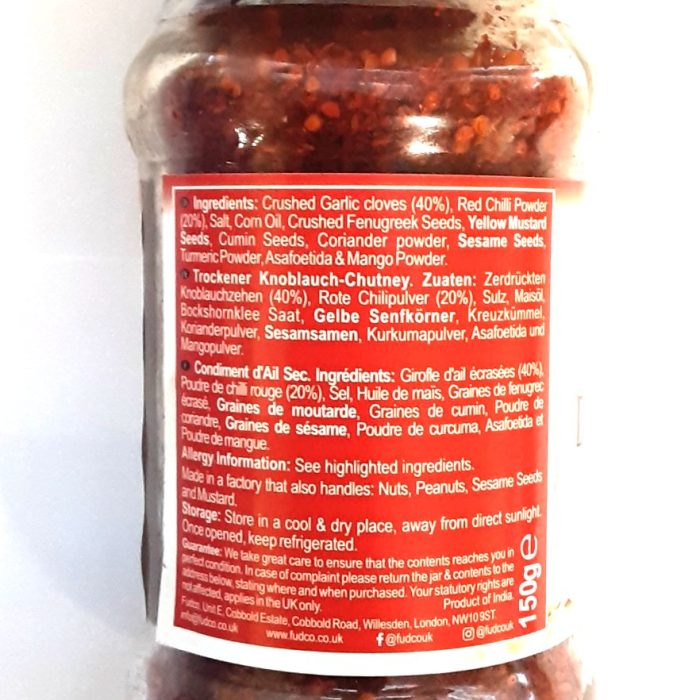 Ingredients: Crushed Garlic cloves (40%), Red Chilli Powder
(20%), Salt, Corn Oil, Crushed Fenugreek Seeds, Yellow Mustard
Seeds, Cumin Seeds, Coriander powder, Sesame Seeds,
Turmeric Powder, Asafoetida & Mango Powder.
Trockener Knoblauch-Chutney. Zuaten: Zerdrückten
Knoblauchzehen (40%), Rote Chilipulver (20%), Sulz, Maisöl,
Bockshornklee Saat, Gelbe Senfkörner, Kreuzkümmel,
Korianderpulver, Sesamsamen, Kurkumapulver, Asafoetida und
Mangopulver.
Condiment d'Ail Sec. Ingrédients: Girofle d'ail écrasées (40%),
Poudre de chilli rouge (20%), Sel, Huile de mais, Graines de fenugrec
écrasé, Graines de moutarde, Graines de cumin, Poudre de
coriandre, Graines de sésame, Poudre de curcuma, Asafoetida et
Poudre de mangue.
Allergy Information: See highlighted ingredients.
Made in a factory that also handles: Nuts, Peanuts, Sesame Seeds
and Mustard.
Storage: Store in a cool & dry place, away from direct sunlight.
Once opened, keep refrigerated.
Guarantee: We take great care to ensure that the contents reaches you in
perfect condition. In case of complaint please return the jar & contents to the
address below, stating where and when purchased. Your statutory rights are
not affected, applies in the UK only. Product of India.
Fudco, Unit E, Cobbold Estate, Cobbold Road, Willesden, London, NW10 9ST.
info@fudco.co.uk www.fudco.co.uk @fudcouk @fudcouk
150g e